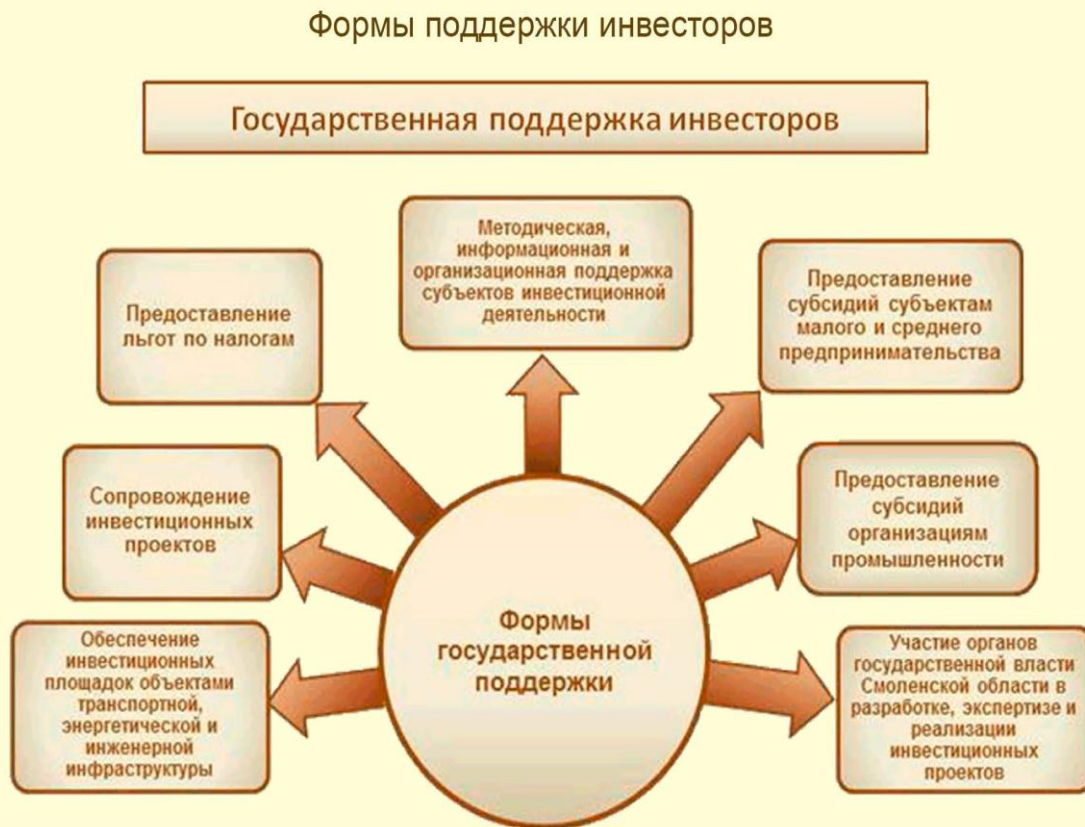 Формы поддержки инвесторов
Государственная поддержка инвесторов
Методическая,
информационная и
организационная поддержка
субъектов инвестиционной
деятельности
Предоставление
льгот по налогам
Предоставление
субсидий субъектам
малого и среднего
предпринимательства
Сопровождение
инвестиционных
проектов
Предоставление
субсидий
организациям
промышленности
Формы
государственной
поддержки
Обеспечение
инвестиционных
площадок объектами
транспортной,
энергетической и
инженерной
инфраструктуры
Участие органов
государственной власти
Смоленской области в
разработке, экспертизе и
реализации
инвестиционных
проектов